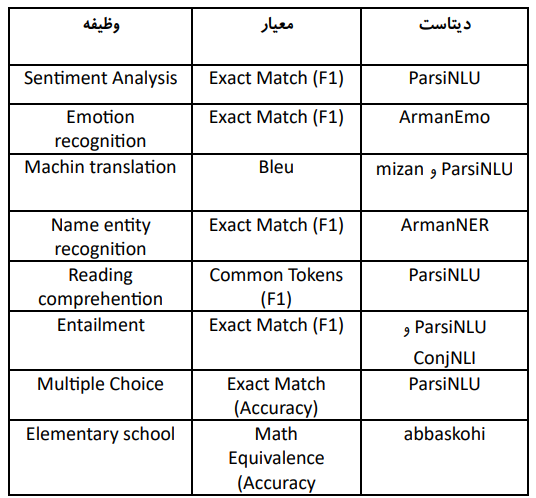 وظیفه معیار دیتاست
Sentiment Analysis Exact Match (F1) ParsiNLU
Emotion recognition Exact Match (F1) ArmanEmo
Machin translation Bleu ParsiNLU و mizan
Name entity recognition Exact Match (F1) ArmanNER
Reading comprehention Common Tokens (F1) ParsiNLU
Entailment Exact Match (F1) ParsiNLU و ConjNLI
Multiple Choice Exact Match (Accuracy) ParsiNLU
Elementary school Math Equivalence (Accuracy abbaskohi